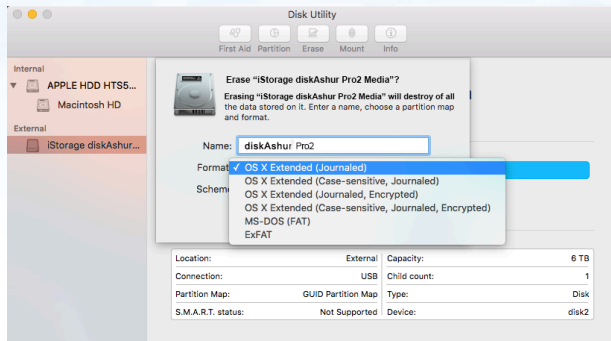 Disk Utility
First Aid Partition Erase Mount Info
Internal
APPLE HDD HTS5...
Macintosh HD
External
iStorage diskAshur...
Erase “iStorage diskAshur Pro2 Media”?
Erasing “iStorage diskAshur Pro2 Media” will destroy of all
the data stored on it. Enter a name, choose a partition map
and format.
Name: diskAshur Pro2
Format
✓ OS X Extended (Journaled)
OS X Extended (Case-sensitive, Journaled)
Scheme
OS X Extended (Journaled, Encrypted)
OS X Extended (Case-sensitive, Journaled, Encrypted)
MS-DOS (FAT)
ExFAT
Location: External Capacity: 6 TB
Connection: USB Child count: 1
Partition Map: GUID Partition Map Type: Disk
S.M.A.R.T. status: Not Supported Device: disk2